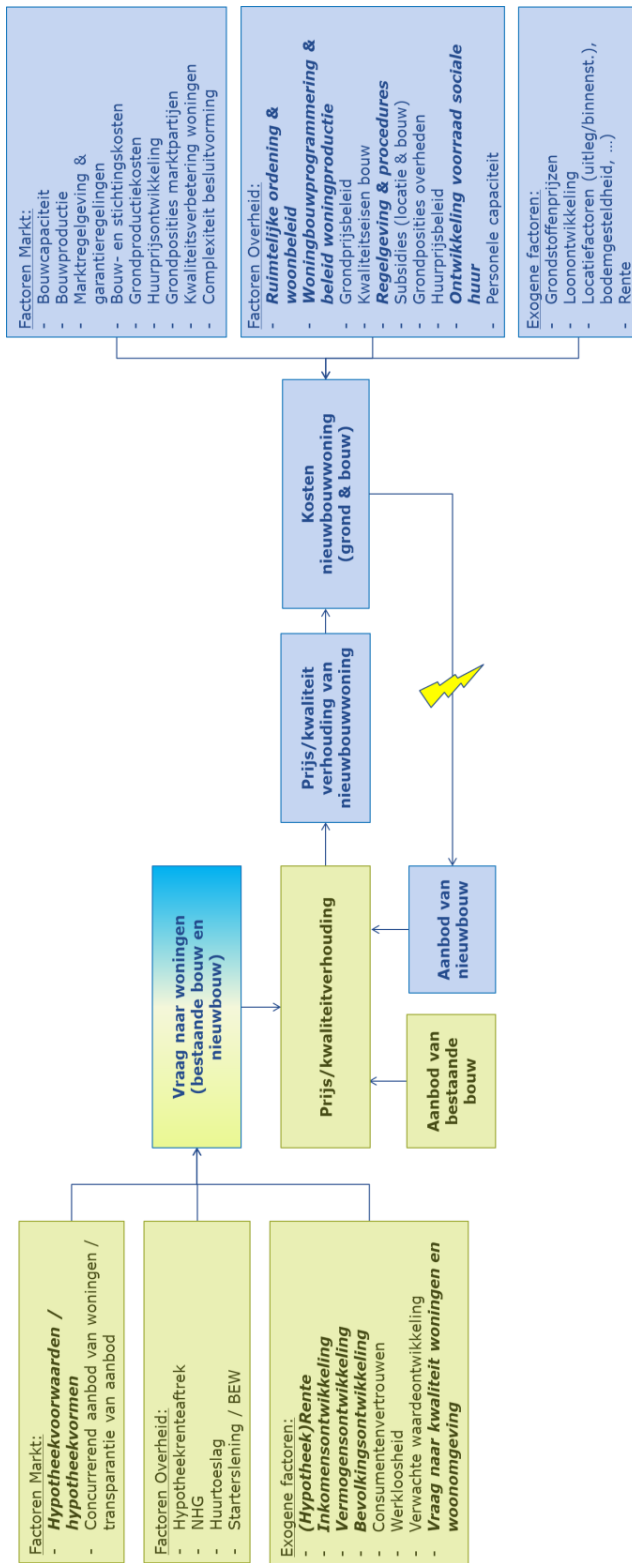 Factoren Markt:
- Hypotheekvoorwaarden /
hypotheekvormen
- Concurrerend aanbod van woningen /
transparantie van aanbod
Factoren Overheid:
- Hypotheekrenteaftrek
- NHG
- Huurtoeslag
- Starterslening / BEW
Exogene factoren:
- (Hypotheek)Rente
- Inkomensontwikkeling
- Vermogensontwikkeling
- Bevolkingsontwikkeling
- Consumentenvertrouwen
- Werkloosheid
- Verwachte waardeontwikkeling
- Vraag naar kwaliteit woningen en
woonomgeving
Vraag naar woningen
(bestaande bouw en
nieuwbouw)
Prijs/kwaliteitverhouding
Aanbod van
bestaande
bouw
Aanbod van
nieuwbouw
Prijs/kwaliteit
verhouding van
nieuwbouwwoning
Kosten
nieuwbouwwoning
(grond & bouw)
Factoren Markt:
- Bouwcapaciteit
- Bouwproductie
- Marktregelgeving &
garantieregelingen
- Bouw- en stichtingskosten
- Grondproductiekosten
- Huurprijsontwikkeling
- Grondposities marktpartijen
- Kwaliteitsverbetering woningen
- Complexiteit besluitvorming
Factoren Overheid:
- Ruimtelijke ordening &
woonbeleid
- Woningbouwprogrammering &
beleid woningproductie
- Grondprijsbeleid
- Kwaliteitseisen bouw
- Regelgeving & procedures
- Subsidies (locatie & bouw)
- Grondposities overheden
- Huurprijsbeleid
- Ontwikkeling voorraad sociale
huur
- Personele capaciteit
Exogene factoren:
- Grondstoffenprijzen
- Loonontwikkeling
- Locatiefactoren (uitleg/binnenst.),
bodemgesteldheid, ...)
- Rente